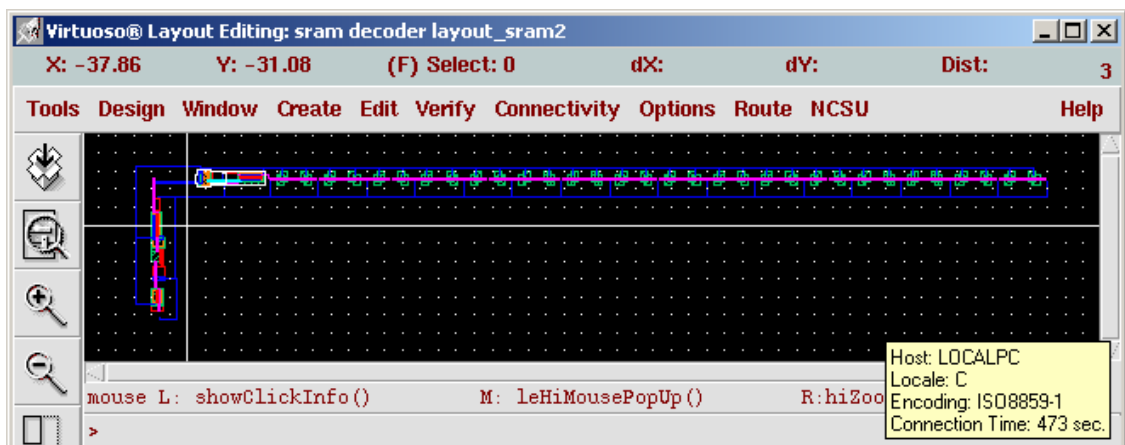 Virtuoso® Layout Editing: sram decoder layout_sram2
X: -37.86 Y: -31.08 (F) Select: 0 dX: dY: Dist: 3
Tools Design Window Create Edit Verify Connectivity Options Route NCSU Help
mouse L: showClickInfo() M: leHiMousePopUp() R:hiZoo
>
Host: LOCALPC
Locale: C
Encoding: ISO8859-1
Connection Time: 473 sec.